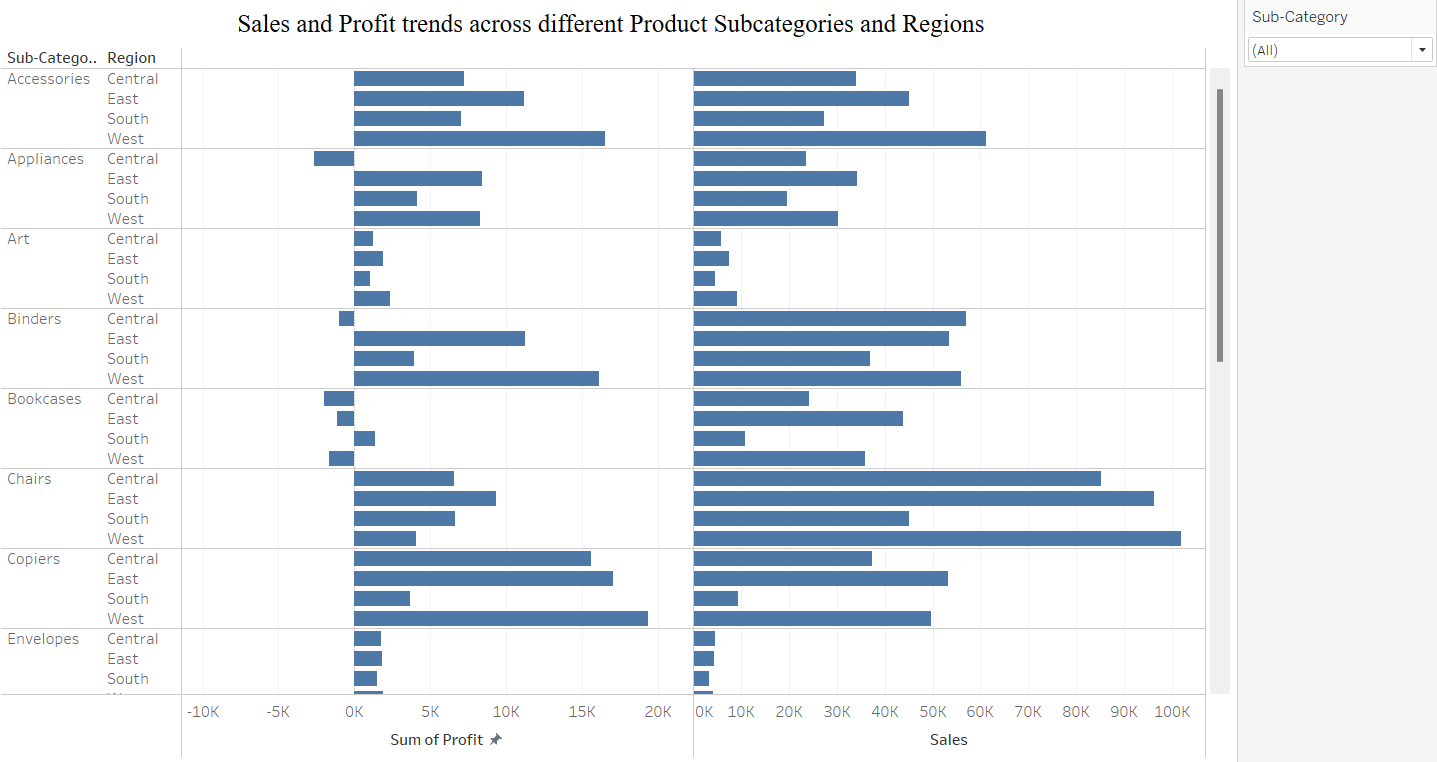 Sales and Profit trends across different Product Subcategories and Regions
Sub-Category
(All)
Sub-Catego.. Region
Accessories Central
East
South
West
Appliances Central
East
South
West
Art Central
East
South
West
Binders Central
East
South
West
Bookcases Central
East
South
West
Chairs Central
East
South
West
Copiers Central
East
South
West
Envelopes Central
East
South
-10K -5K 0K 5K 10K 15K 20K 0K 10K 20K 30K 40K 50K 60K 70K 80K 90K 100K
Sum of Profit Sales